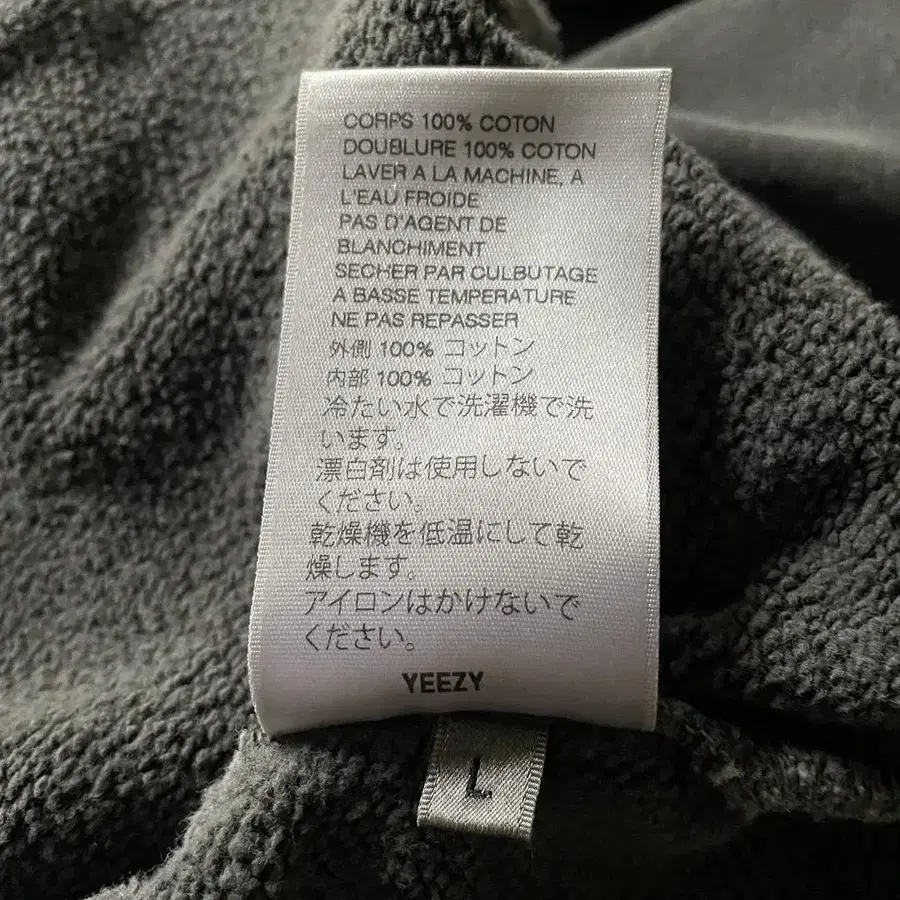 CORPS 100% COTON
DOUBLURE 100% COTON
LAVER A LA MACHINE, A
L'EAU FROIDE
PAS D'AGENT DE
BLANCHIMENT
SECHER PAR CULBUTAGE
A BASSE TEMPERATURE
NE PAS REPASSER
外側 100% コットン
内部 100% コットン
冷たい水で洗濯機で洗
います。
漂白剤は使用しないで
ください。
乾燥機を低温にして乾
燥します。
アイロンはかけないで
ください。
YEEZY
L